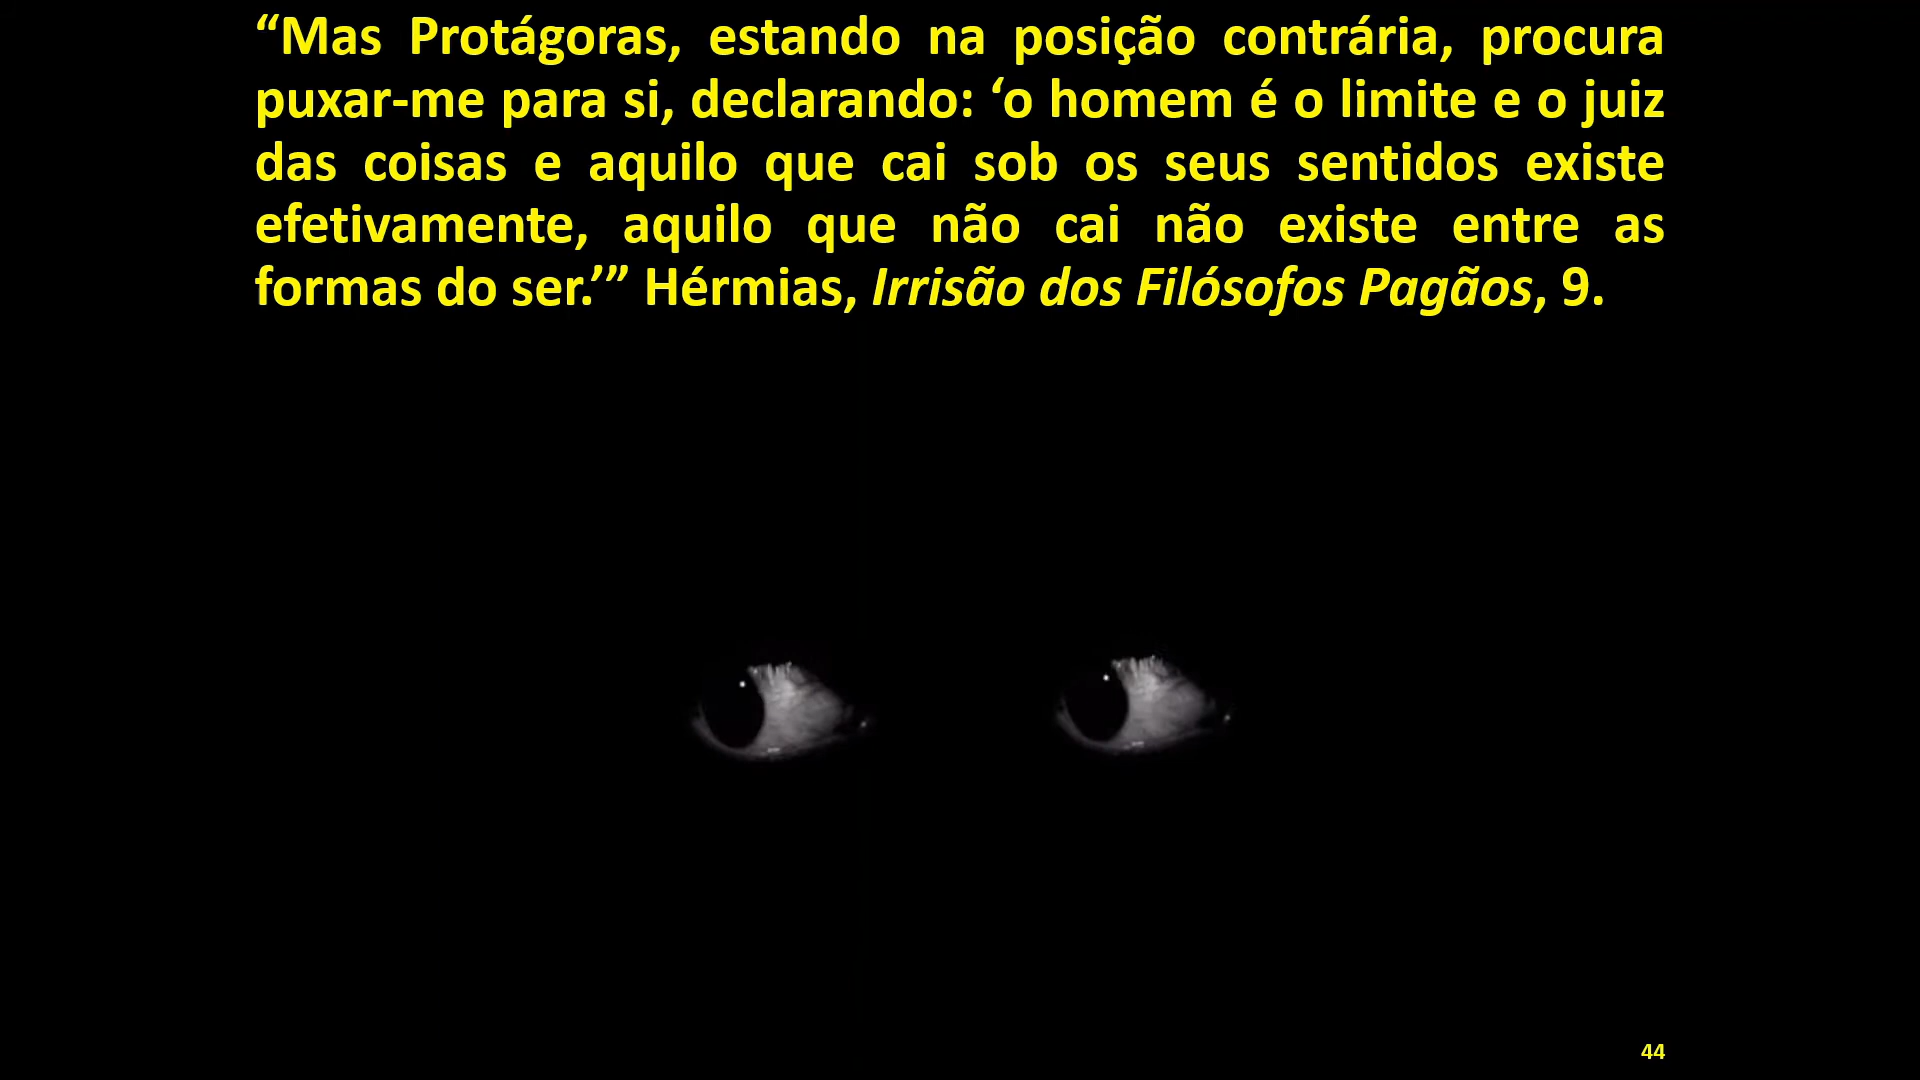 “Mas Protágoras, estando na posição contrária, procura
puxar-me para si, declarando: ‘o homem é o limite e o juiz
das coisas e aquilo que cai sob os seus sentidos existe
efetivamente, aquilo que não cai não existe entre as
formas do ser.’” Hérmias, Irrisão dos Filósofos Pagãos, 9.
44